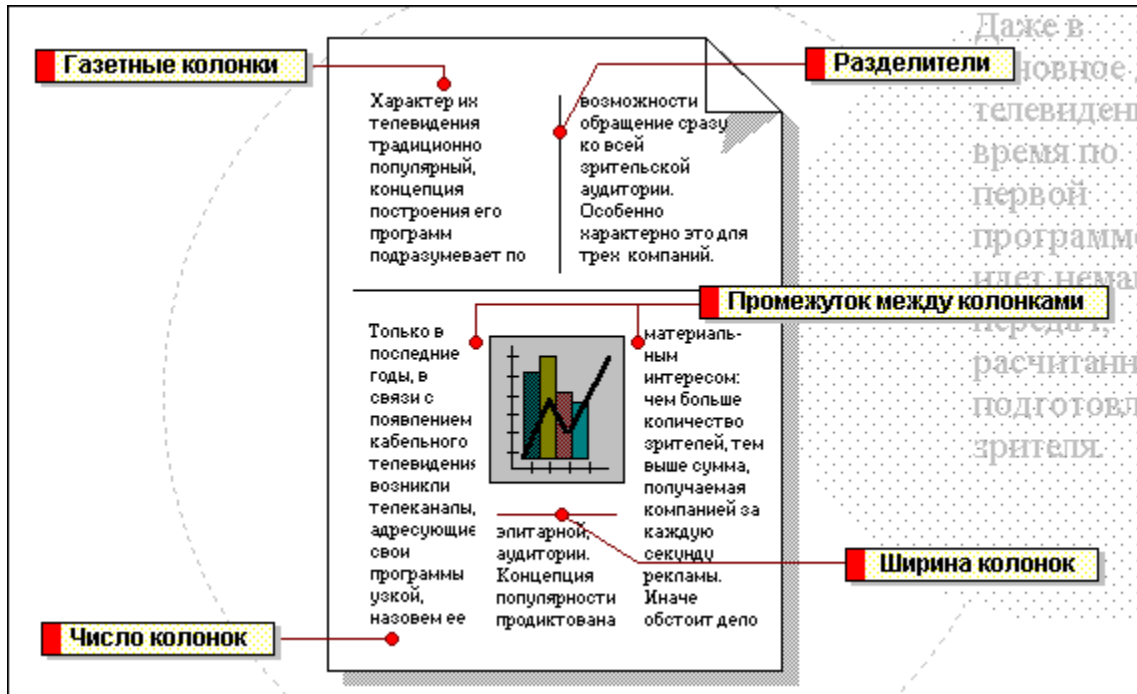 Газетные колонки
Разделители
Характер их
телевидения
традиционно
популярный,
концепция
построения его
программ
подразумевает по
возможности
обращение сразу
ко всей
зрительской
аудитории.
Особенно
характерно это для
трех компаний.
Промежуток между колонками
Только в
последние
годы, в
связи с
появлением
кабельного
телевидения
возникли
телеканалы,
адресующие
свои
программы
узкой,
назовем ее
элитарной,
аудитории.
Концепция
популярности
продиктована
материаль-
ным
интересом:
чем больше
количество
зрителей, тем
выше сумма,
получаемая
компанией за
каждую
секунду
рекламы.
Иначе
обстоит дело
Ширина колонок
Число колонок
Даже в
новное
телевидени
время по
первой
программе
идет нема
передач,
расчитанн
подготовл
зрителя.